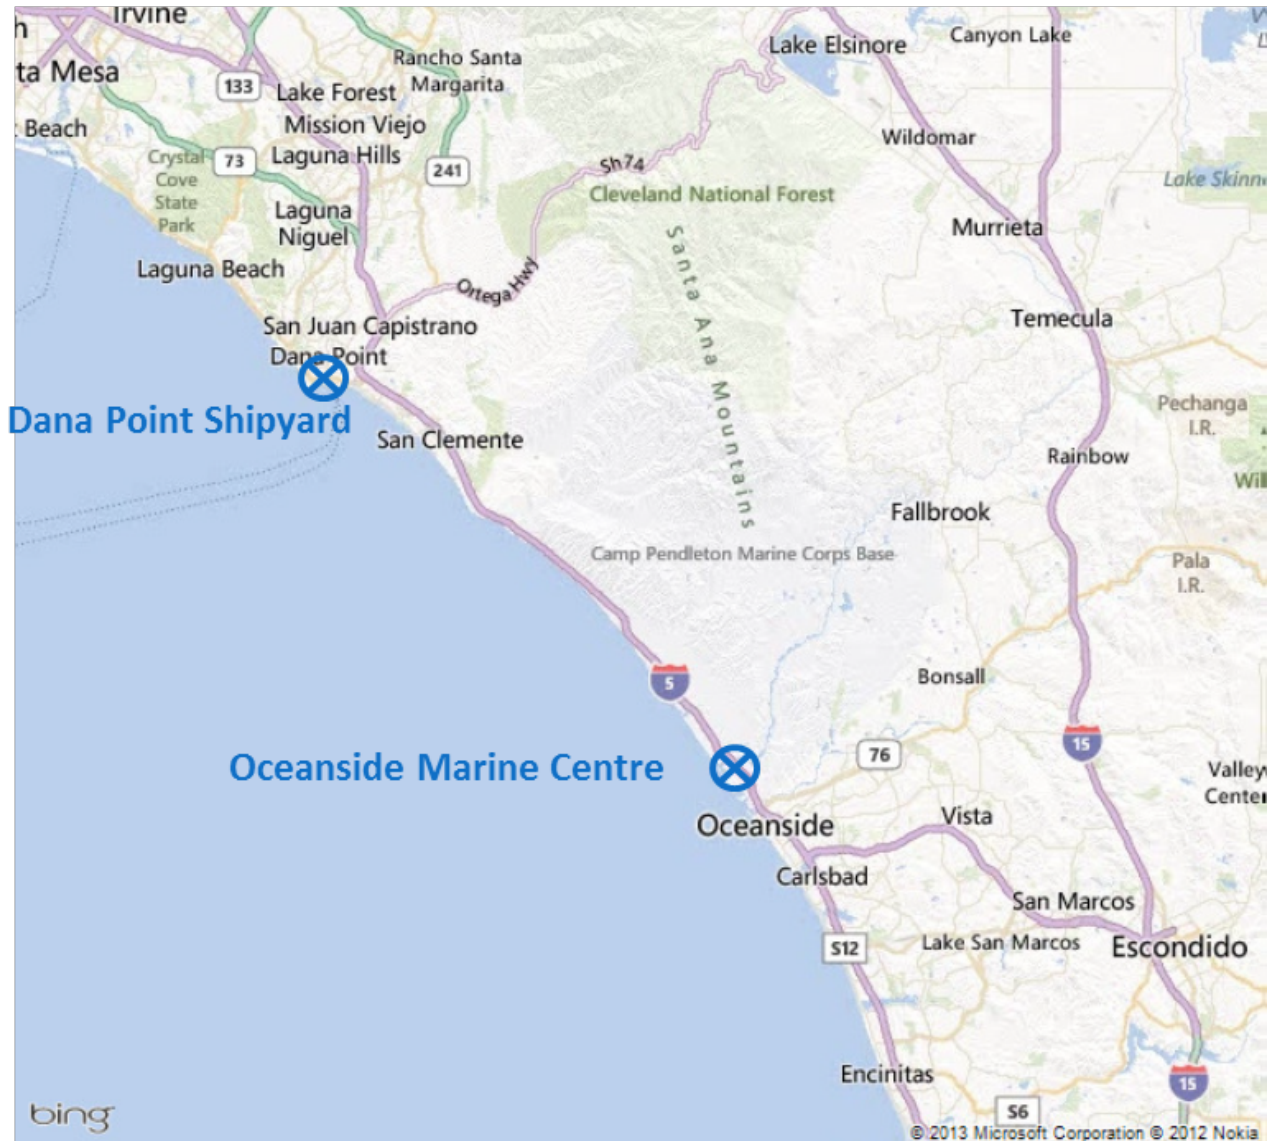 Irvine
h
Lake Elsinore
Canyon Lake
Rancho Santa
Margarita
ta Mesa
133
Lake Forest
Beach
Mission Viejo
Wildomar
Crystal
Cove
State
Park
73
Laguna Hills
241
Sh 74
Cleveland National Forest
Lake Skinn
Laguna
Niguel
Murrieta
Santa Ana Mountains
Laguna Beach
Ortega Hwy
San Juan Capistrano
Temecula
Dana Point
Dana Point Shipyard
Pechanga
I.R.
San Clemente
Rainbow
Wil
Fallbrook
Camp Pendleton Marine Corps Base
Pala
I.R.
5
Bonsall
15
76
Oceanside Marine Centre
Valley
Center
Oceanside
Vista
Carlsbad
San Marcos
S12
Lake San Marcos
Escondido
Encinitas
15
S6
bing
© 2013 Microsoft Corporation © 2012 Nokia